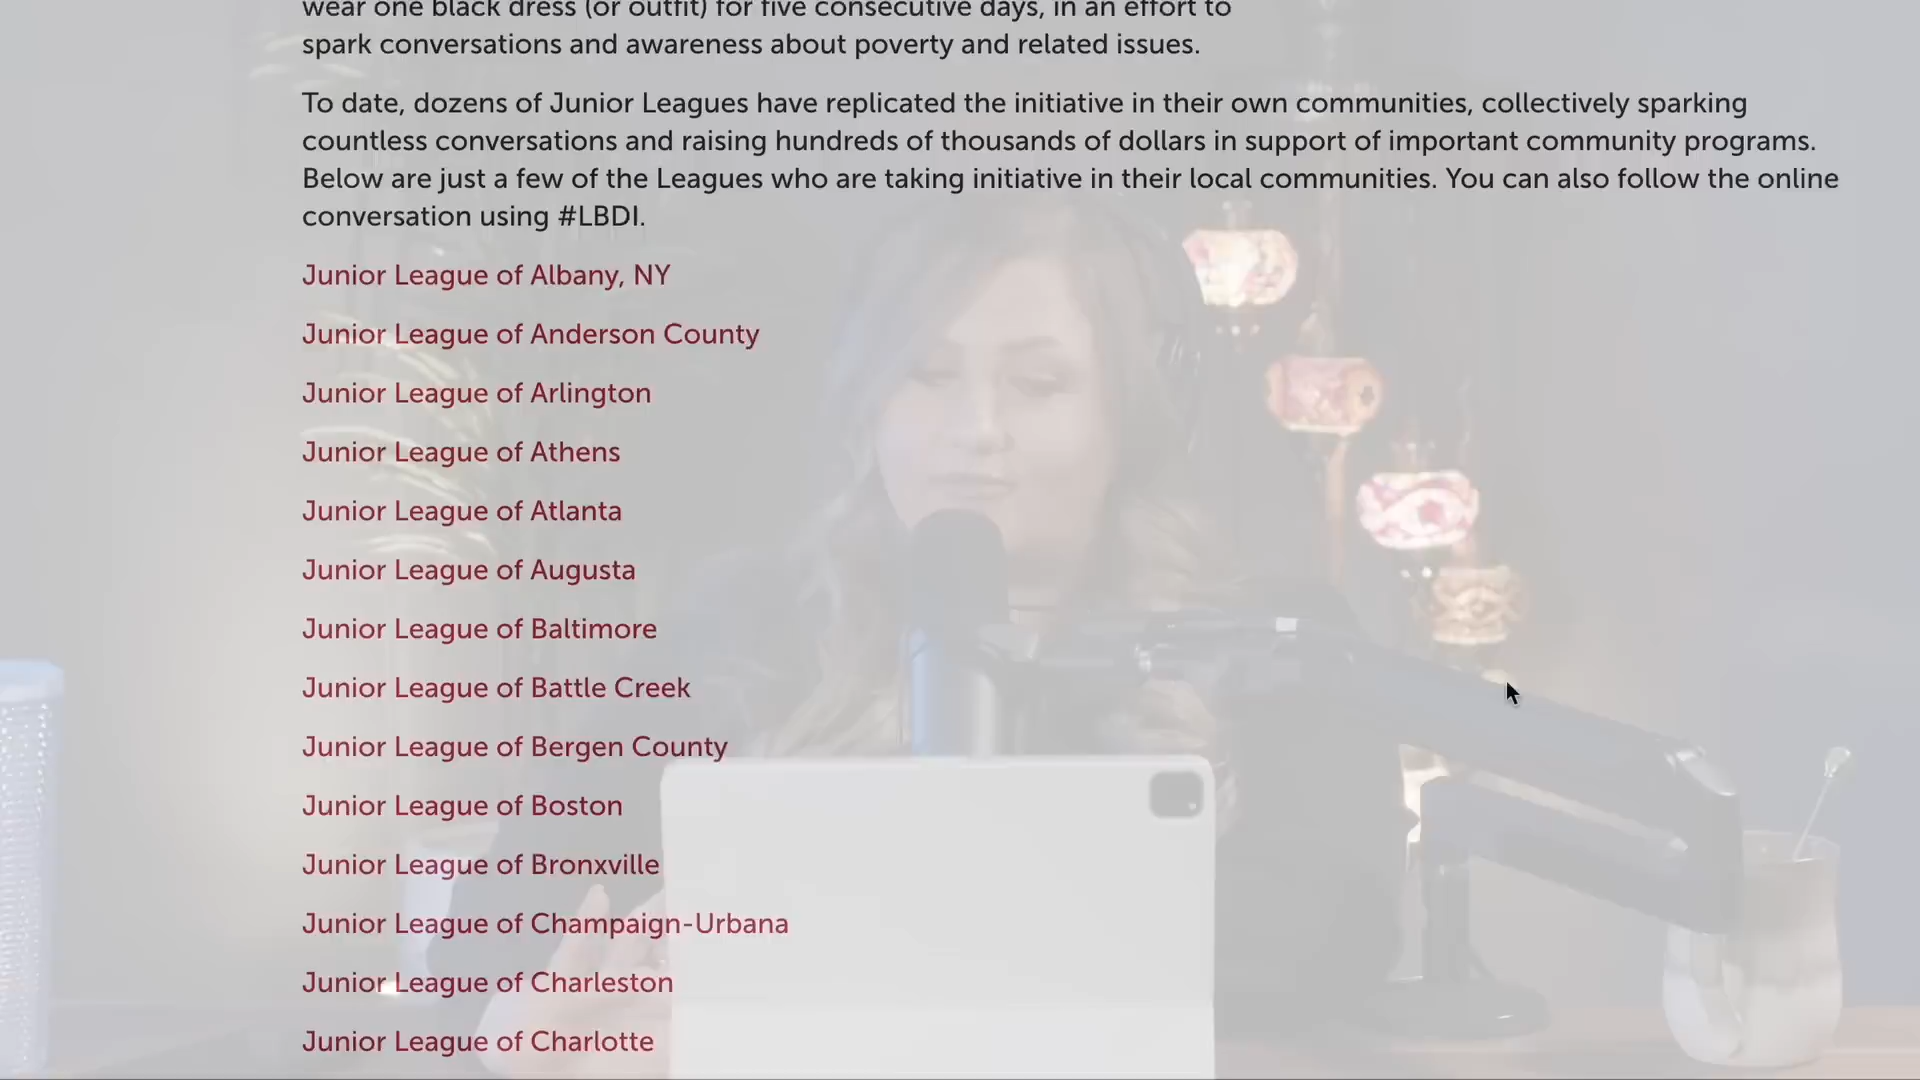 wear one black dress (or outfit) for five consecutive days, in an effort to
spark conversations and awareness about poverty and related issues.
To date, dozens of Junior Leagues have replicated the initiative in their own communities, collectively sparking
countless conversations and raising hundreds of thousands of dollars in support of important community programs.
Below are just a few of the Leagues who are taking initiative in their local communities. You can also follow the online
conversation using #LBDI.
Junior League of Albany, NY
Junior League of Anderson County
Junior League of Arlington
Junior League of Athens
Junior League of Atlanta
Junior League of Augusta
Junior League of Baltimore
Junior League of Battle Creek
Junior League of Bergen County
Junior League of Boston
Junior League of Bronxville
Junior League of Champaign-Urbana
Junior League of Charleston
Junior League of Charlotte